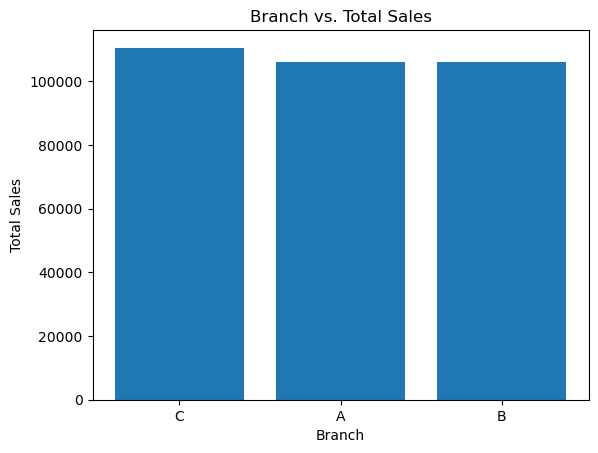 Branch vs. Total Sales
Total Sales
100000
80000
60000
40000
20000
0
C A B
Branch